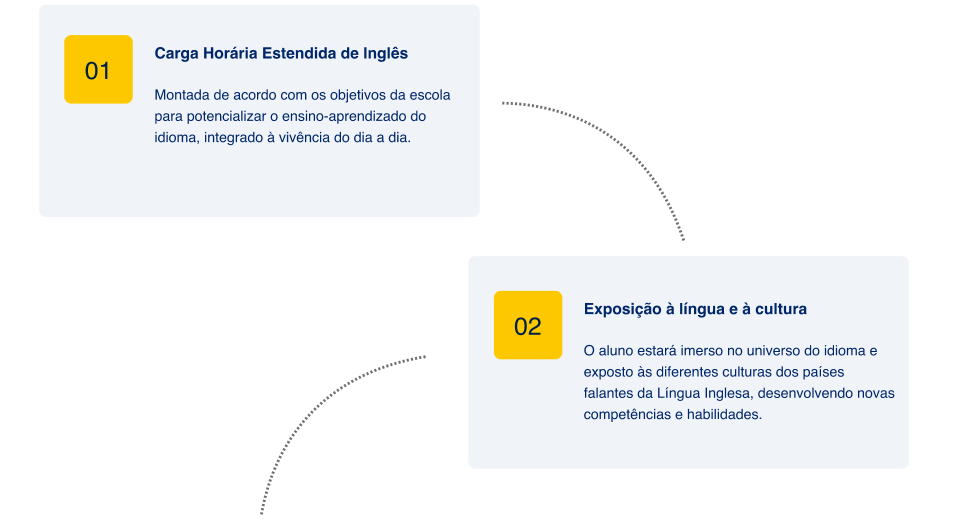 01
Carga Horária Estendida de Inglês
Montada de acordo com os objetivos da escola
para potencializar o ensino-aprendizado do
idioma, integrado à vivência do dia a dia.
02
Exposição à língua e à cultura
O aluno estará imerso no universo do idioma e
exposto às diferentes culturas dos países
falantes da Língua Inglesa, desenvolvendo novas
competências e habilidades.